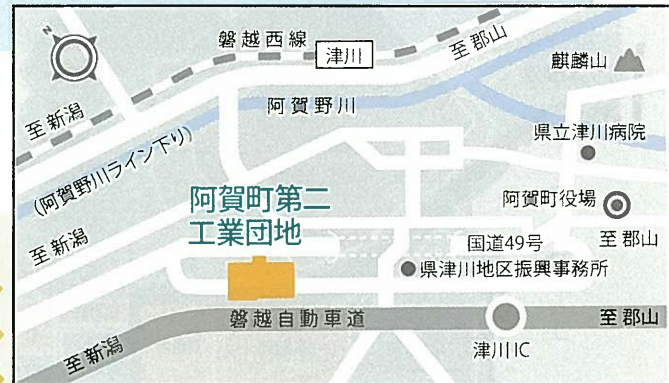 N
磐越西線
津川
至郡山
麒麟山
至新潟
阿賀野川
県立津川病院
(阿賀野川ライン下り)
阿賀町第二
工業団地
阿賀町役場
至新潟
国道49号
至郡山
県津川地区振興事務所
磐越自動車道
至郡山
至新潟
津川IC